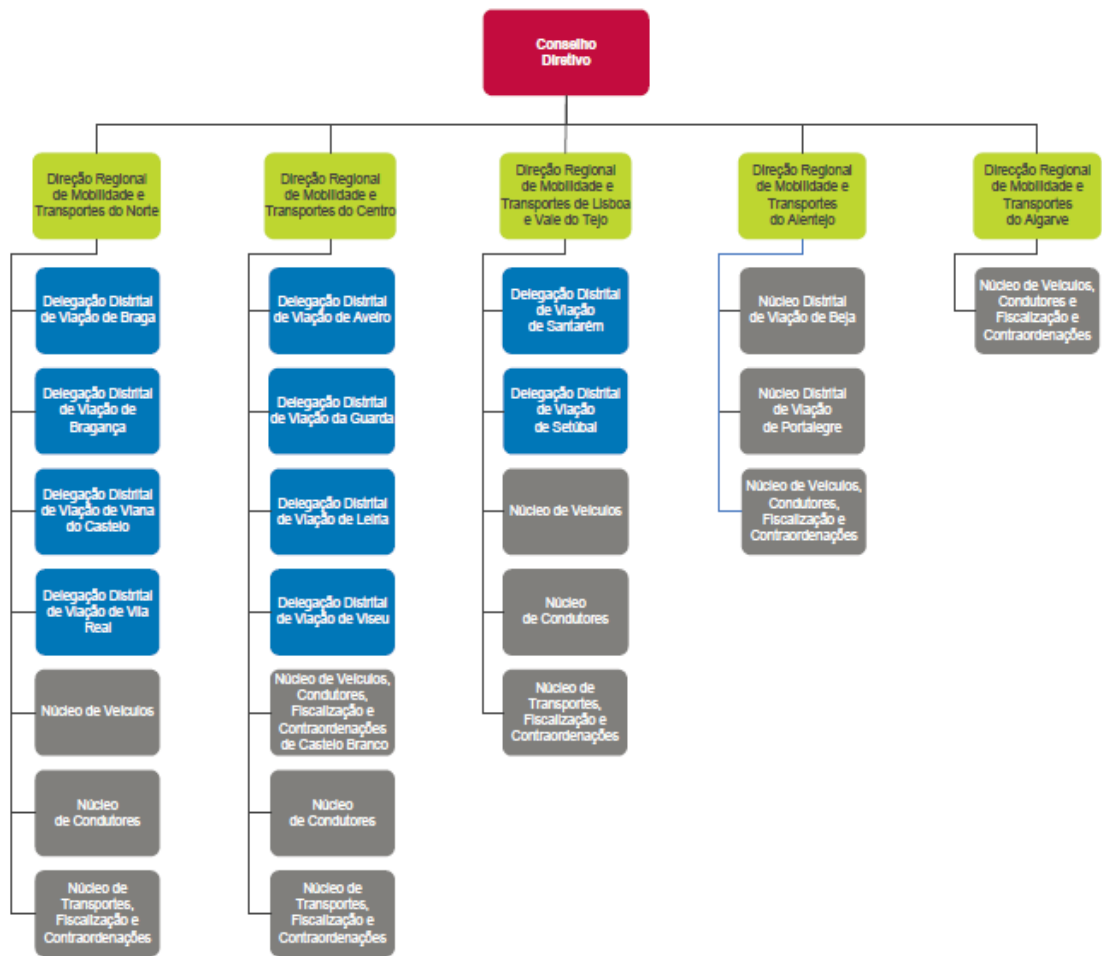 Conselho
Diretivo
Direção Regional
de Mobilidade e
Transportes do Norte
Direção Regional
de Mobilidade e
Transportes do Centro
Direção Regional
de Mobilidade e
Transportes de Lisboa
e Vale do Tejo
Direção Regional
de Mobilidade e
Transportes
do Alentejo
Direcção Regional
de Mobilidade e
Transportes
do Algarve
Delegação Distrital
de Viação de Braga
Delegação Distrital
de Viação de
Bragança
Delegação Distrital
de Viação de Viana
do Castelo
Delegação Distrital
de Viação de Vila
Real
Núcleo de Veículos
Núcleo
de Condutores
Núcleo de
Transportes,
Fiscalização e
Contraordenações
Delegação Distrital
de Viação de Aveiro
Delegação Distrital
de Viação da Guarda
Delegação Distrital
de Viação de Leiria
Delegação Distrital
de Viação de Viseu
Núcleo de Veículos,
Condutores,
Fiscalização e
Contraordenações
de Castelo Branco
Núcleo
de Condutores
Núcleo de
Transportes,
Fiscalização e
Contraordenações
Delegação Distrital
de Viação
de Santarém
Delegação Distrital
de Viação
de Setúbal
Núcleo de Veículos
Núcleo
de Condutores
Núcleo de
Transportes,
Fiscalização e
Contraordenações
Núcleo Distrital
de Viação de Beja
Núcleo Distrital
de Viação
de Portalegre
Núcleo de Veículos,
Condutores,
Fiscalização e
Contraordenações
Núcleo de Veículos,
Condutores e
Fiscalização e
Contraordenações